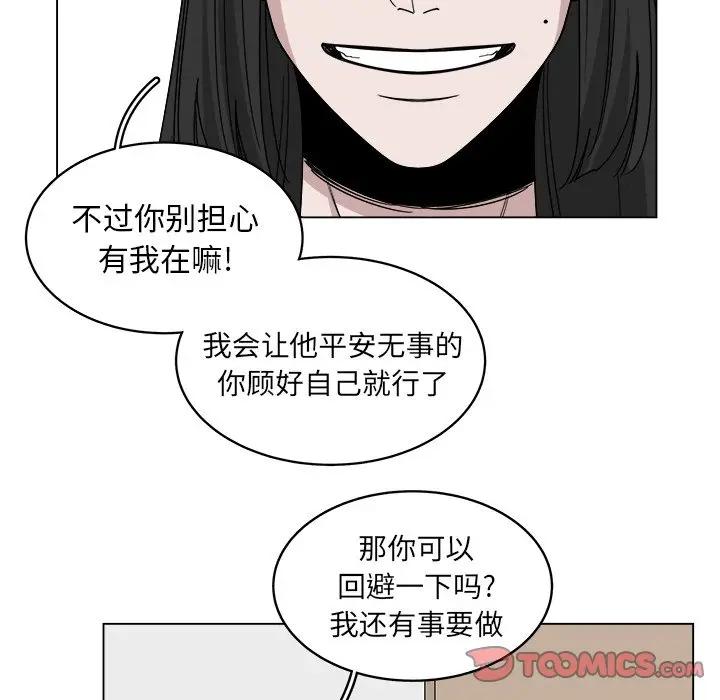 不过你别担心
有我在嘛!
我会让他平安无事的
你顾好自己就行了
那你可以
回避一下吗?
我还有事要做
TOOMICS.COM